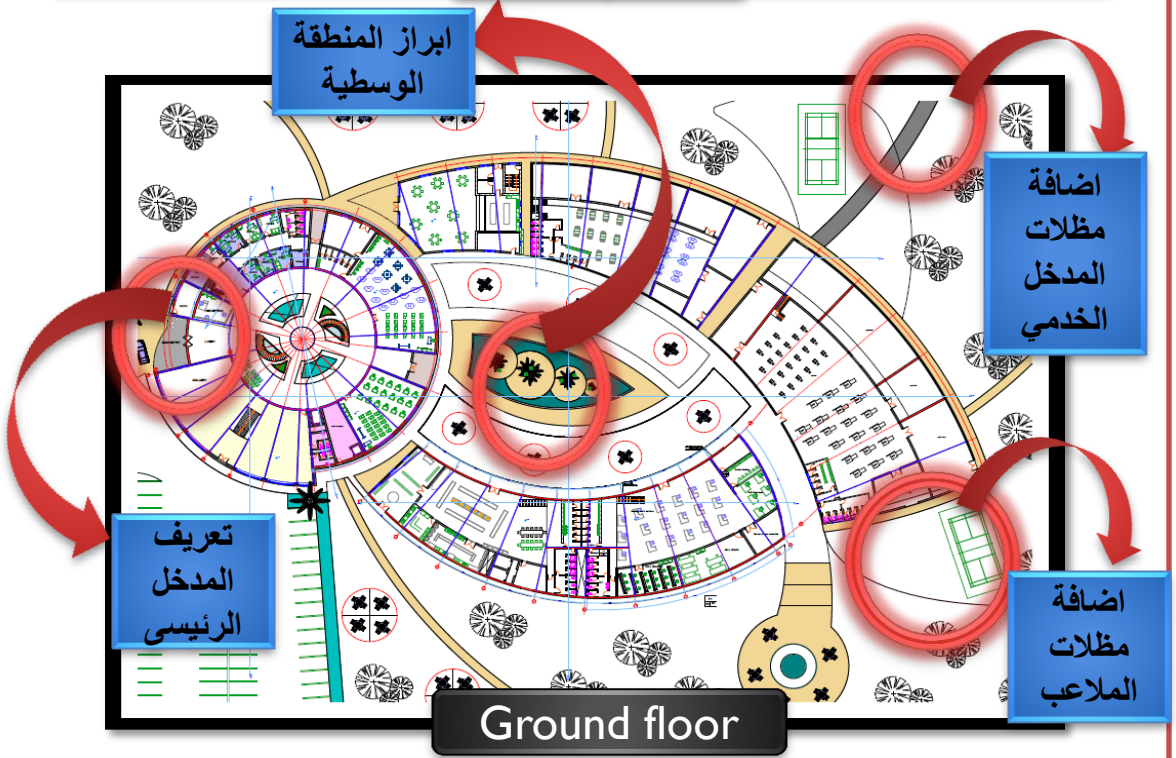 ابراز المنطقة
الوسطية
اضافة
مظلات
المدخل
الخدمي
تعريف
المدخل
الرئيسى
اضافة
مظلات
الملاعب
Ground floor